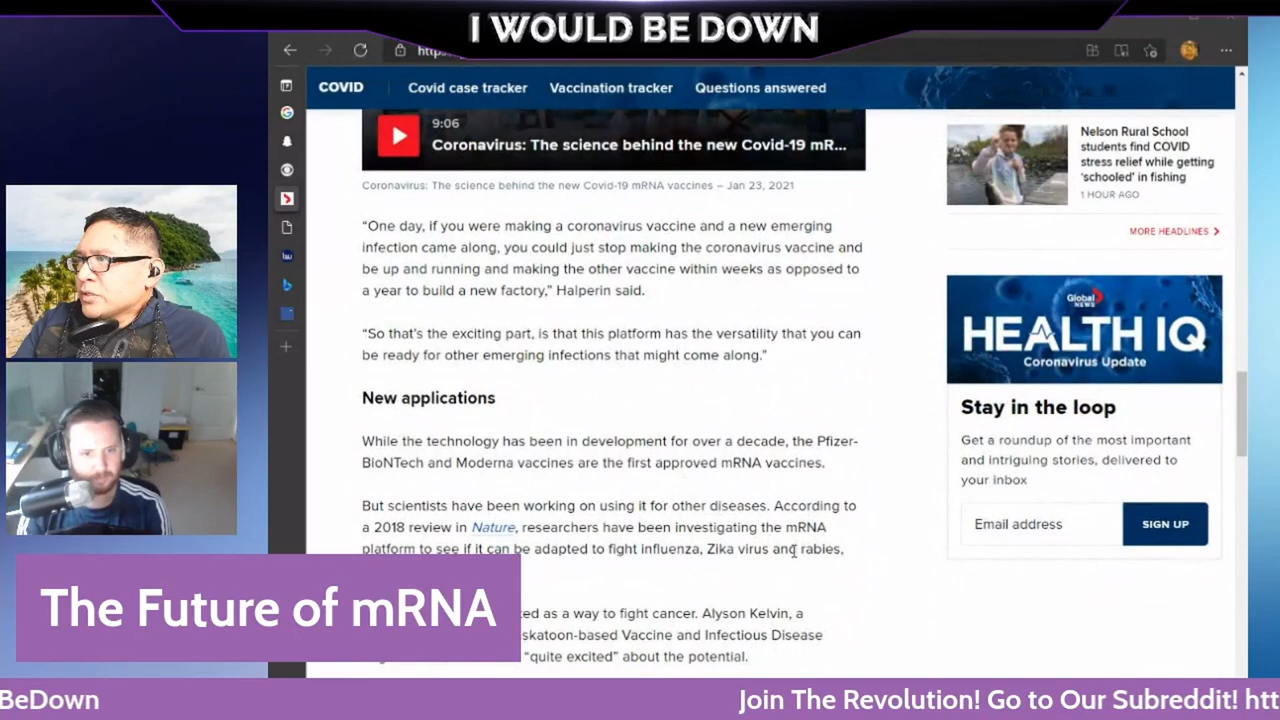 I WOULD BE DOWN
COVID
Covid case tracker
Vaccination tracker
Questions answered
9:06
Coronavirus: The science behind the new Covid-19 mR...
Coronavirus: The science behind the new Covid-19 mRNA vaccines – Jan 23, 2021
“One day, if you were making a coronavirus vaccine and a new emerging
infection came along, you could just stop making the coronavirus vaccine and
be up and running and making the other vaccine within weeks as opposed to
a year to build a new factory,” Halperin said.
“So that’s the exciting part, is that this platform has the versatility that you can
be ready for other emerging infections that might come along.”
New applications
While the technology has been in development for over a decade, the Pfizer-
BioNTech and Moderna vaccines are the first approved mRNA vaccines.
But scientists have been working on using it for other diseases. According to
a 2018 review in Nature, researchers have been investigating the mRNA
platform to see if it can be adapted to fight influenza, Zika virus and rabies,
as a way to fight cancer. Alyson Kelvin, a
Vaccine and Infectious Disease
“quite excited” about the potential.
Nelson Rural School
students find COVID
stress relief while getting
‘schooled’ in fishing
1 HOUR AGO
MORE HEADLINES
Global
NEWS
HEALTH IQ
Coronavirus Update
Stay in the loop
Get a roundup of the most important
and intriguing stories, delivered to
your inbox
Email address
SIGN UP
The Future of mRNA
BeDown
Join The Revolution! Go to Our Subreddit! htt